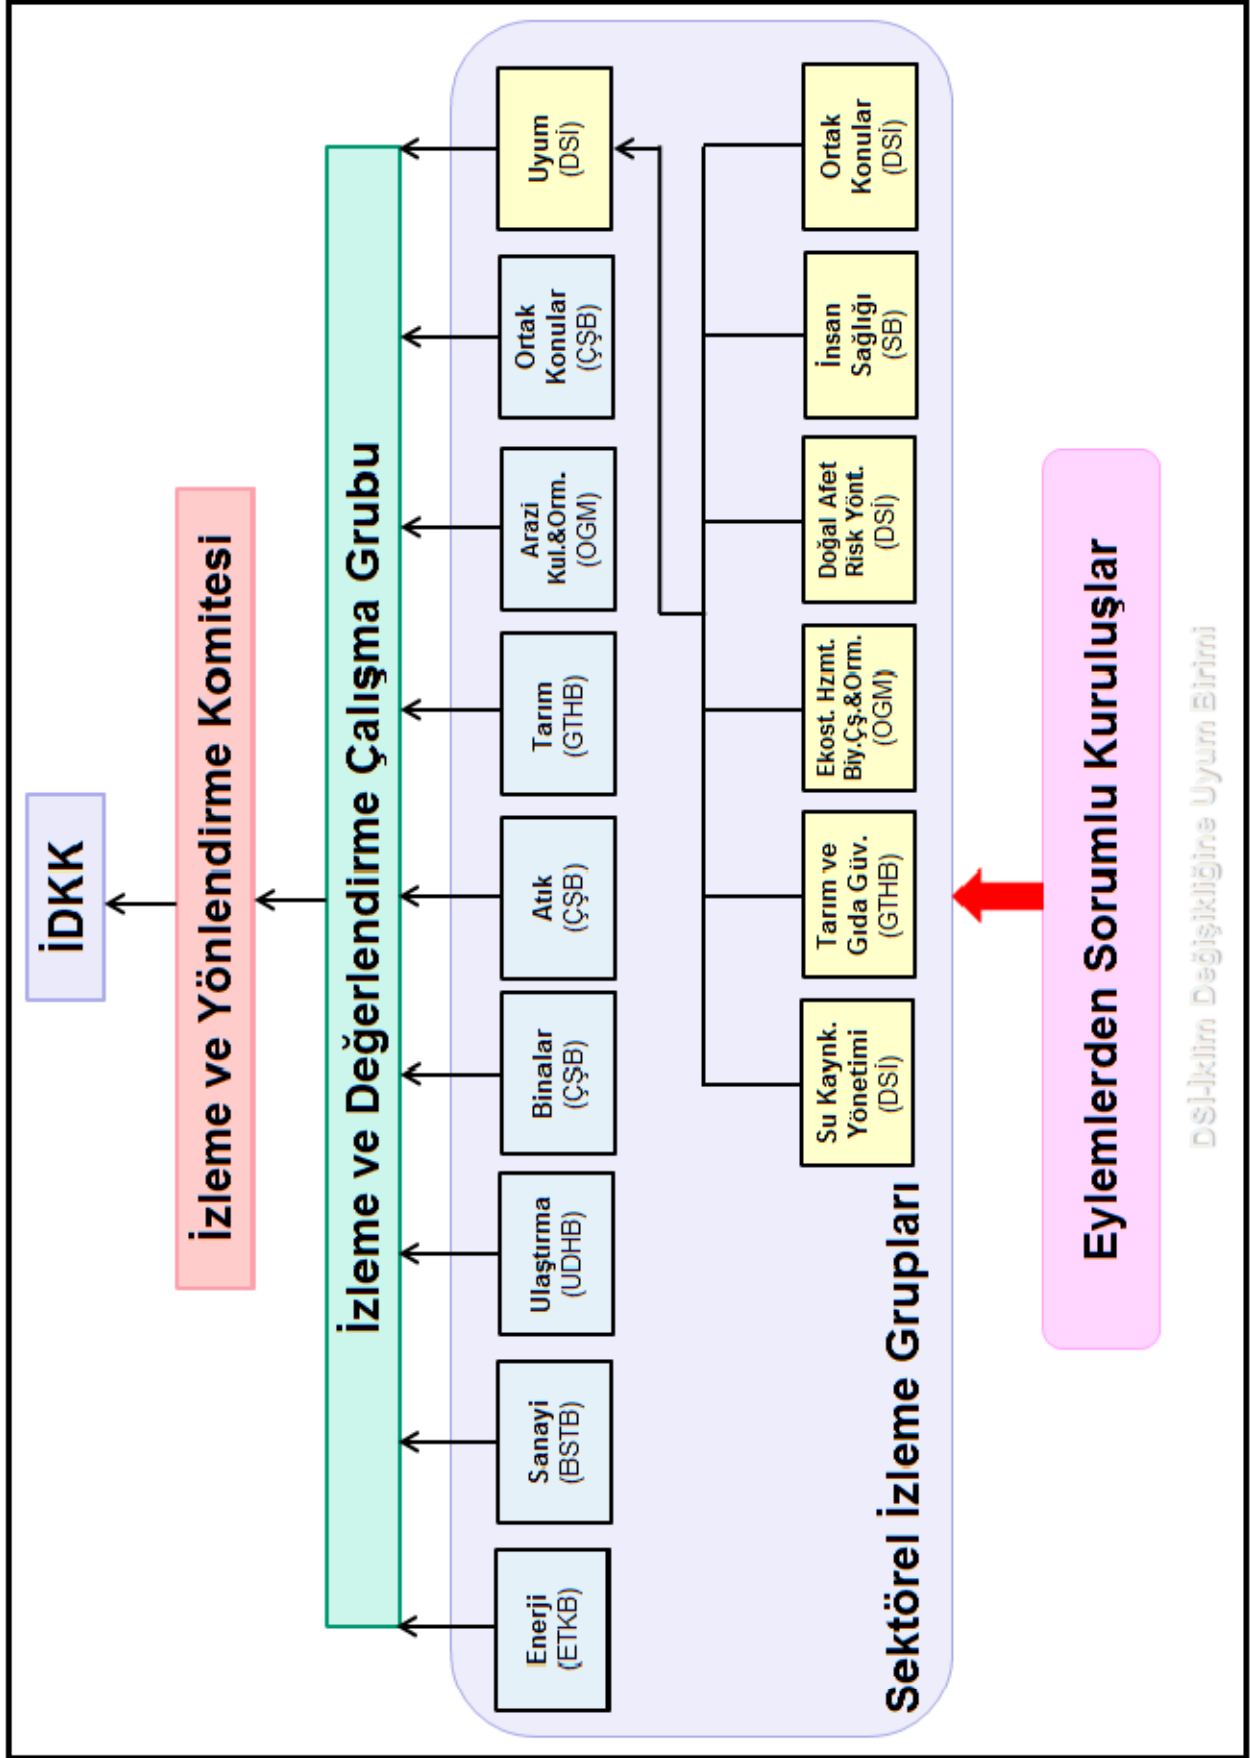 İDKK
İzleme ve Yönlendirme Komitesi
İzleme ve Değerlendirme Çalışma Grubu
Enerji
(ETKB)
Sanayi
(BSTB)
Ulaştırma
(UDHB)
Binalar
(ÇŞB)
Atık
(ÇŞB)
Tarım
(GTHB)
Arazi
Kul.&Orm.
(OGM)
Ortak
Konular
(ÇŞB)
Uyum
(DSİ)
Su Kaynk.
Yönetimi
(DSİ)
Tarım ve
Gıda Güv.
(GTHB)
Ekost. Hzmt.
Biy.Çş.&Orm.
(OGM)
Doğal Afet
Risk Yönt.
(DSİ)
İnsan
Sağlığı
(SB)
Ortak
Konular
(DSİ)
Sektörel İzleme Grupları
Eylemlerden Sorumlu Kuruluşlar
DSİ-İklim Değişikliğine Uyum Birimi